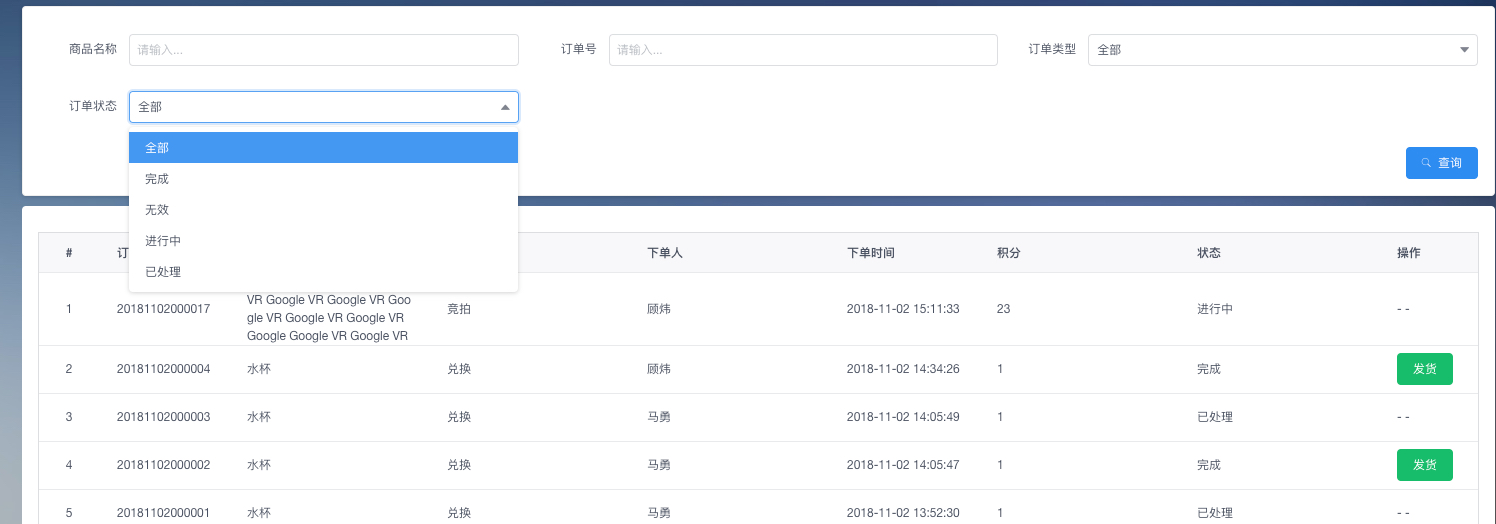 商品名称 请输入... 订单号 请输入... 订单类型 全部
订单状态 全部
全部
完成
无效
进行中
已处理
查询
# 订 下单人 下单时间 积分 状态 操作
1 20181102000017 VR Google VR Google VR Goo
gle VR Google VR Google VR
Google Google VR Google VR 竞拍 顾炜 2018-11-02 15:11:33 23 进行中 - -
2 20181102000004 水杯 兑换 顾炜 2018-11-02 14:34:26 1 完成 发货
3 20181102000003 水杯 兑换 马勇 2018-11-02 14:05:49 1 已处理 - -
4 20181102000002 水杯 兑换 马勇 2018-11-02 14:05:47 1 完成 发货
5 20181102000001 水杯 兑换 马勇 2018-11-02 13:52:30 1 已处理 - -